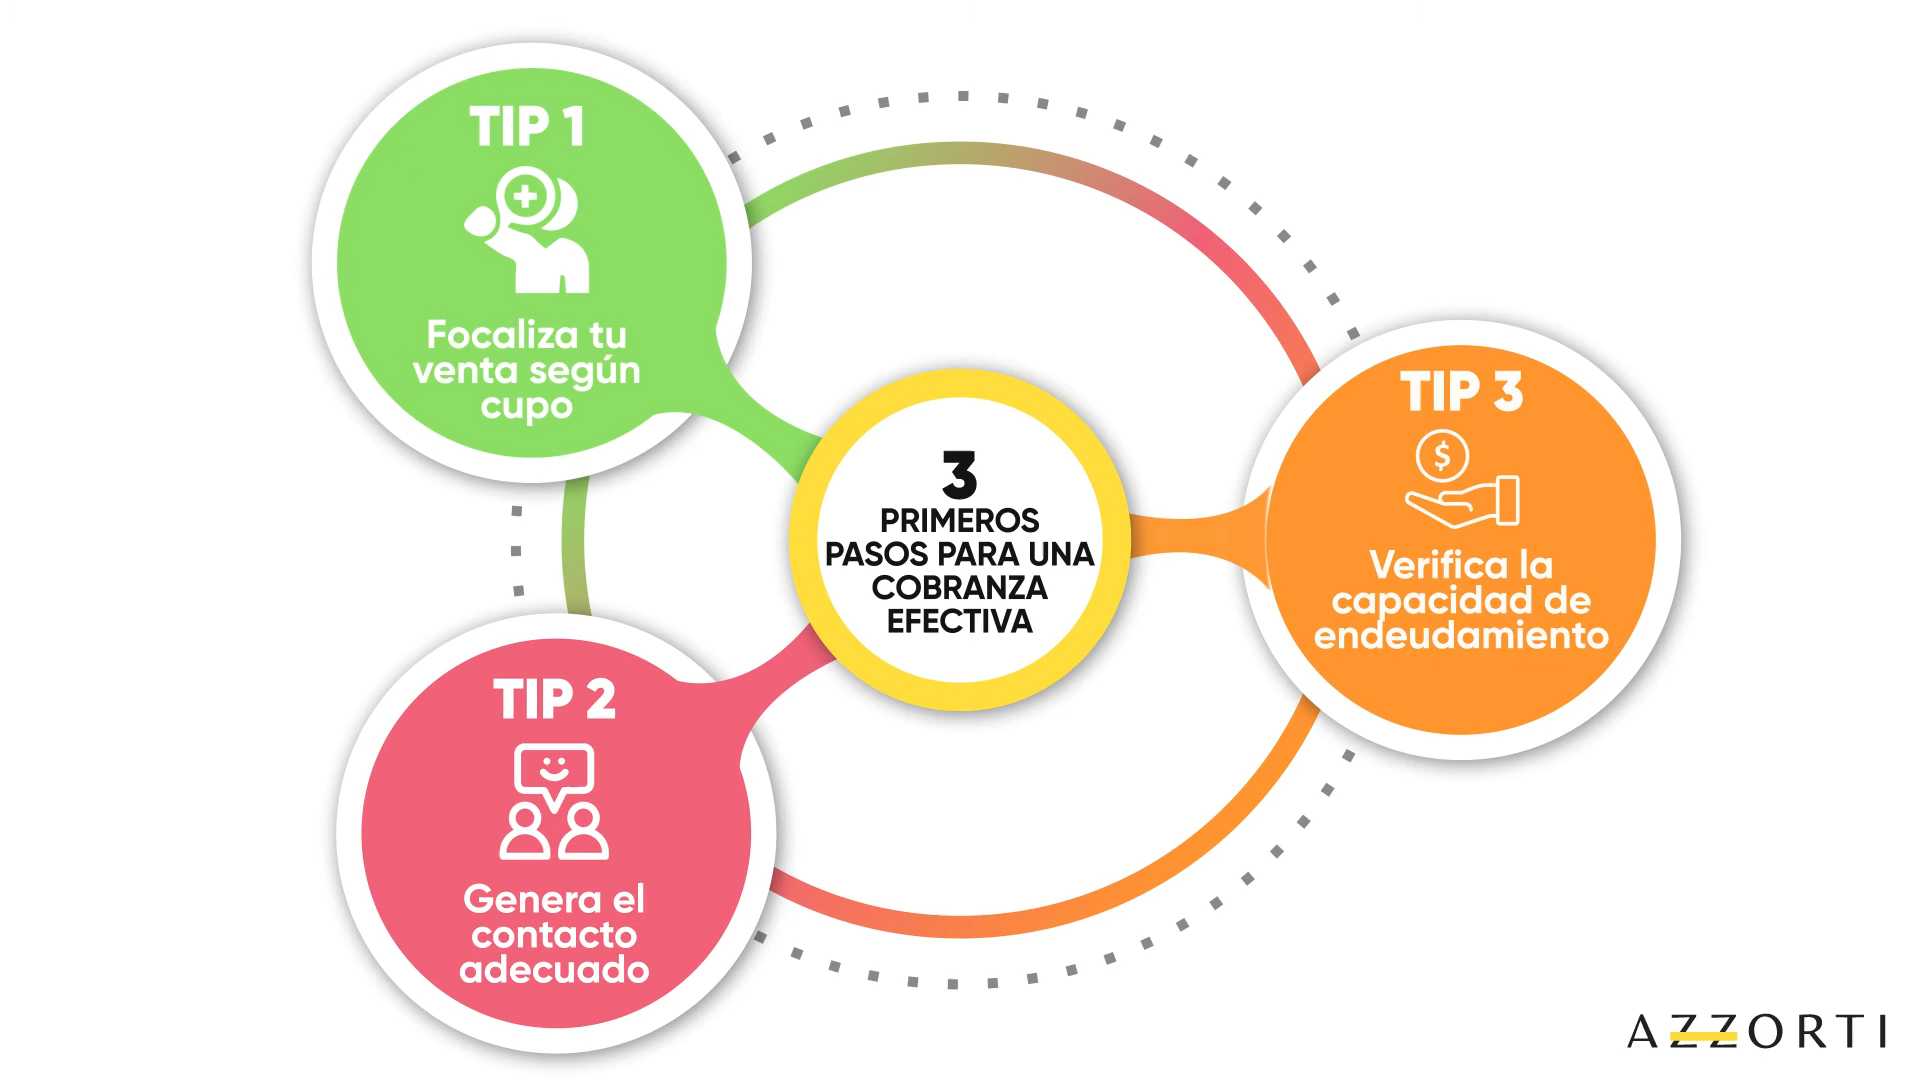 TIP 1
Focaliza tu
venta según
cupo
3
PRIMEROS
PASOS PARA UNA
COBRANZA
EFECTIVA
TIP 3
$
Verifica la
capacidad de
endeudamiento
TIP 2
Genera el
contacto
adecuado
AZZORTI